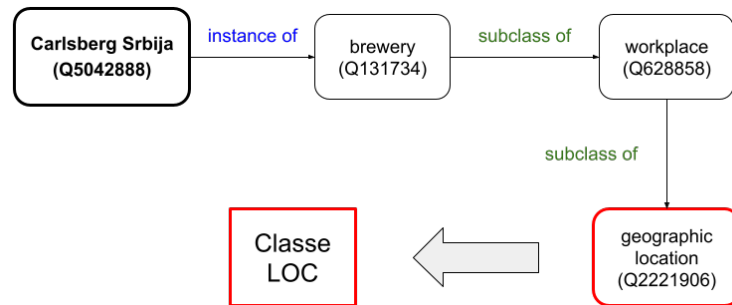 Carlsberg Srbija
(Q5042888)
instance of
brewery
(Q131734)
subclass of
workplace
(Q628858)
subclass of
geographic
location
(Q2221906)
Classe
LOC